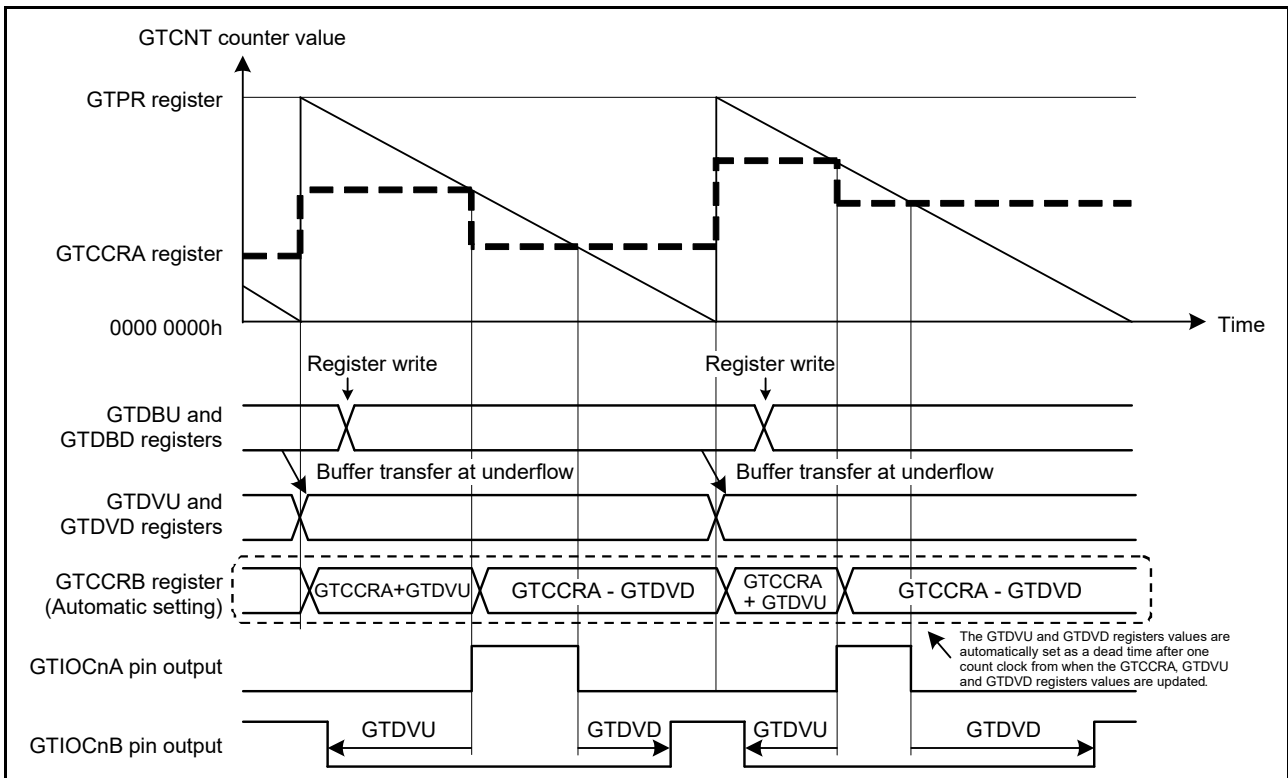 GTCNT counter value
GTPR register
GTCCRA register
0000 0000h
Time
Register write
Register write
GTDBU and
GTDBD registers
Buffer transfer at underflow
Buffer transfer at underflow
GTDVU and
GTDVD registers
GTCCRB register
(Automatic setting)
GTCCRA+GTDVU
GTCCRA - GTDVD
GTCCRA
+ GTDVU
GTCCRA - GTDVD
The GTDVU and GTDVD registers values are
automatically set as a dead time after one
count clock from when the GTCCRA, GTDVU
and GTDVD registers values are updated.
GTIOCnA pin output
GTIOCnB pin output
GTDVU
GTDVD
GTDVU
GTDVD